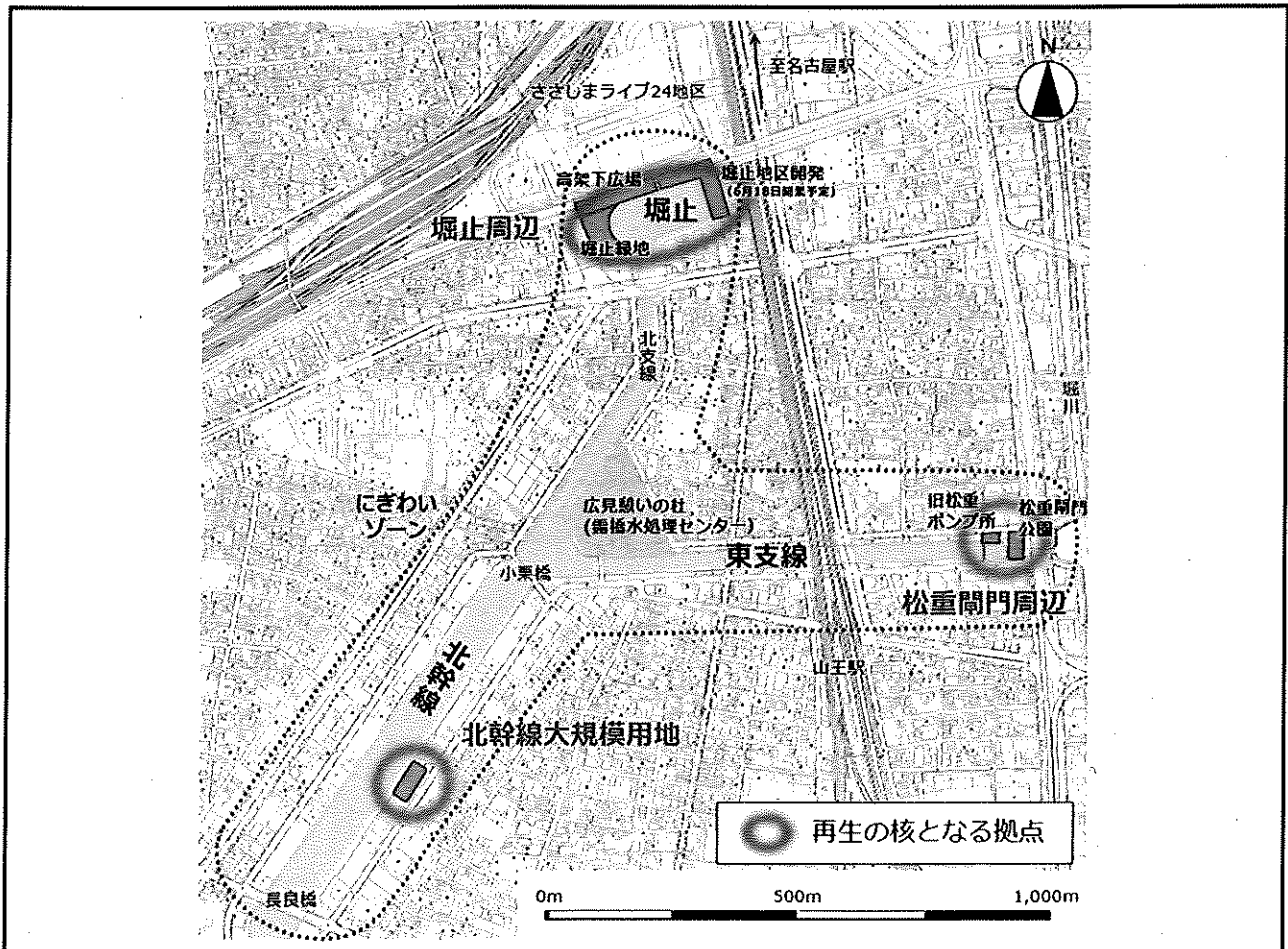 N
至名古屋駅
ささしまライブ24地区
高架下広場
堀止地区開発
(6月18日開業予定)
堀止
堀止周辺
堀止緑地
北支線
堀川
にぎわい
ゾーン
広見憩いの杜
(露橋水処理センター)
旧松重
ポンプ所
松重閘門
公園
東支線
小栗橋
松重閘門周辺
北幹線
山王駅
北幹線大規模用地
再生の核となる拠点
長良橋
0m 500m 1,000m